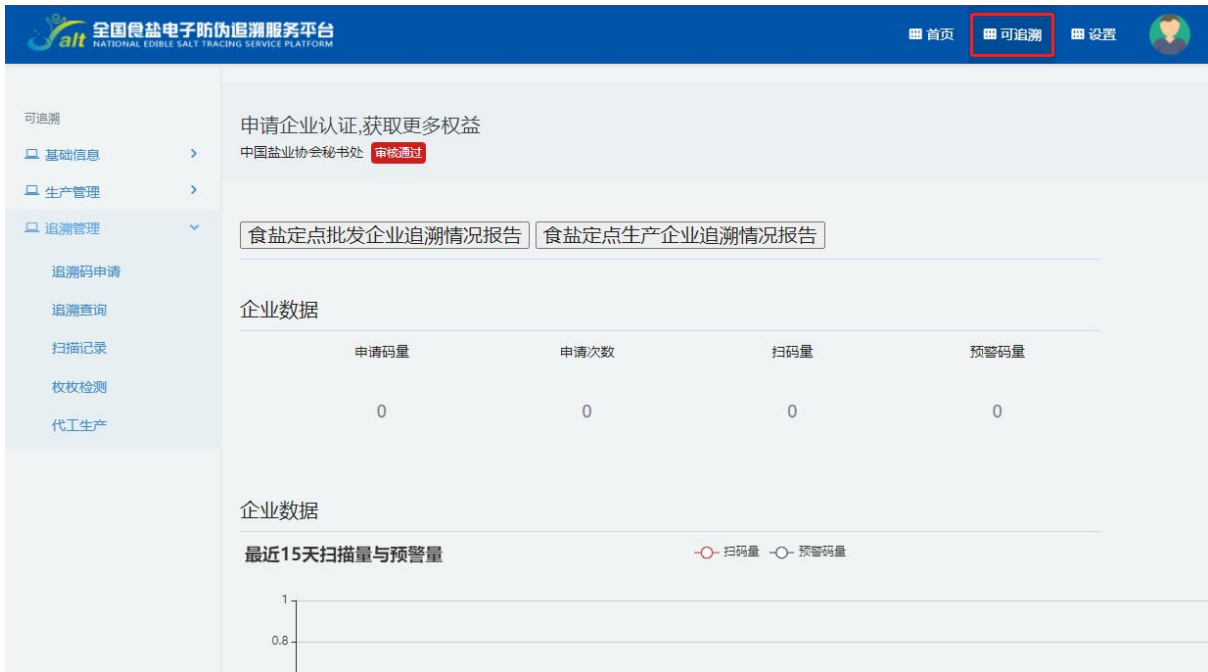 alt 全国食盐电子防伪追溯服务平台
NATIONAL EDIBLE SALT TRACING SERVICE PLATFORM
首页 可追溯 设置
可追溯
基础信息
生产管理
追溯管理
追溯码申请
追溯查询
扫描记录
枚枚检测
代工生产
申请企业认证,获取更多权益
中国盐业协会秘书处 审核通过
食盐定点批发企业追溯情况报告 食盐定点生产企业追溯情况报告
企业数据
申请码量 申请次数 扫码量 预警码量
0 0 0 0
企业数据
最近15天扫描量与预警量 扫码量 预警码量
1
0.8